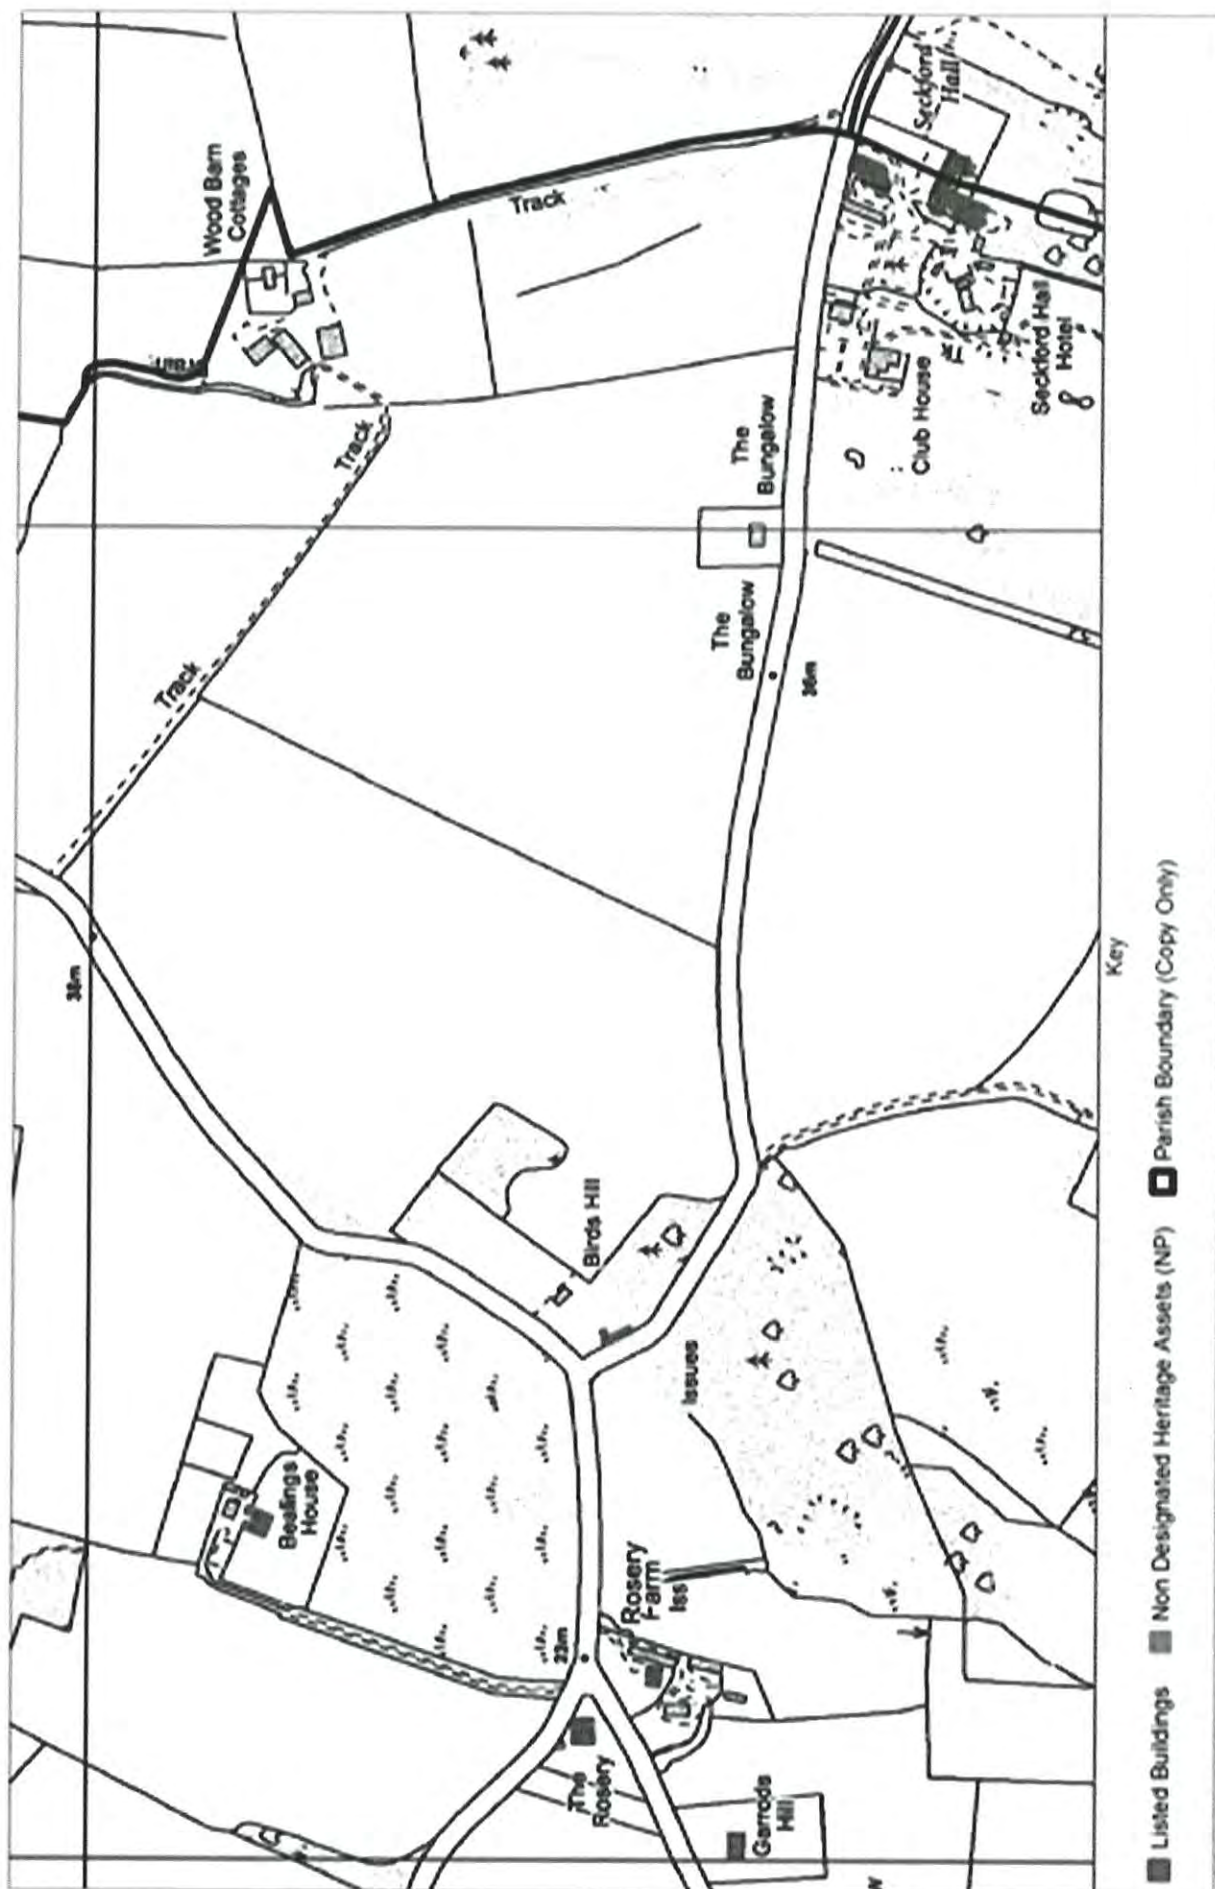 Wood Barn
Cottages
Seckford
Hall
Track
Track
Track
The
Bungalow
The
Bungalow
Club House
Seckford Hall
Hotel
36m
38m
Birds Hill
Issues
Bealings
House
Rosery
Farm
Iss
23m
The
Rosery
Garrods
Hill
Key
Listed Buildings
Non Designated Heritage Assets (NP)
Parish Boundary (Copy Only)